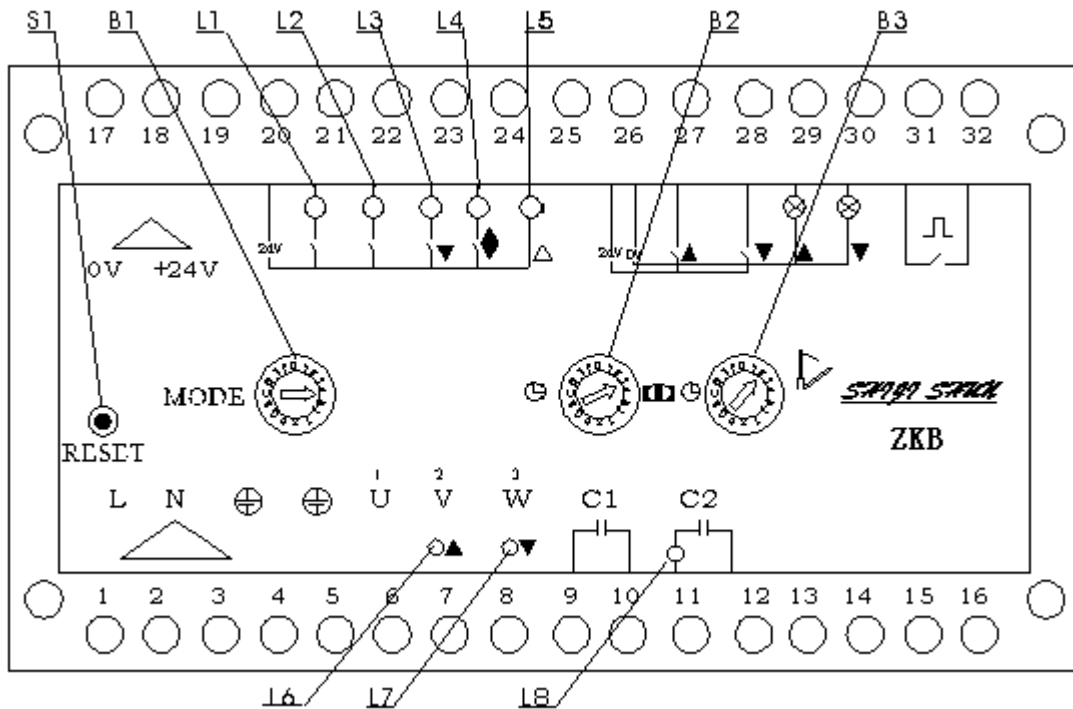 S1 B1 L1 L2 L3 L4 L5 B2 B3
17 18 19 20 21 22 23 24 25 26 27 28 29 30 31 32
24V 24V 0V
0V +24V
MODE
RESET
ZKB
1 2 3
L N U V W C1 C2
1 2 3 4 5 6 7 8 9 10 11 12 13 14 15 16
L6 L7 L8